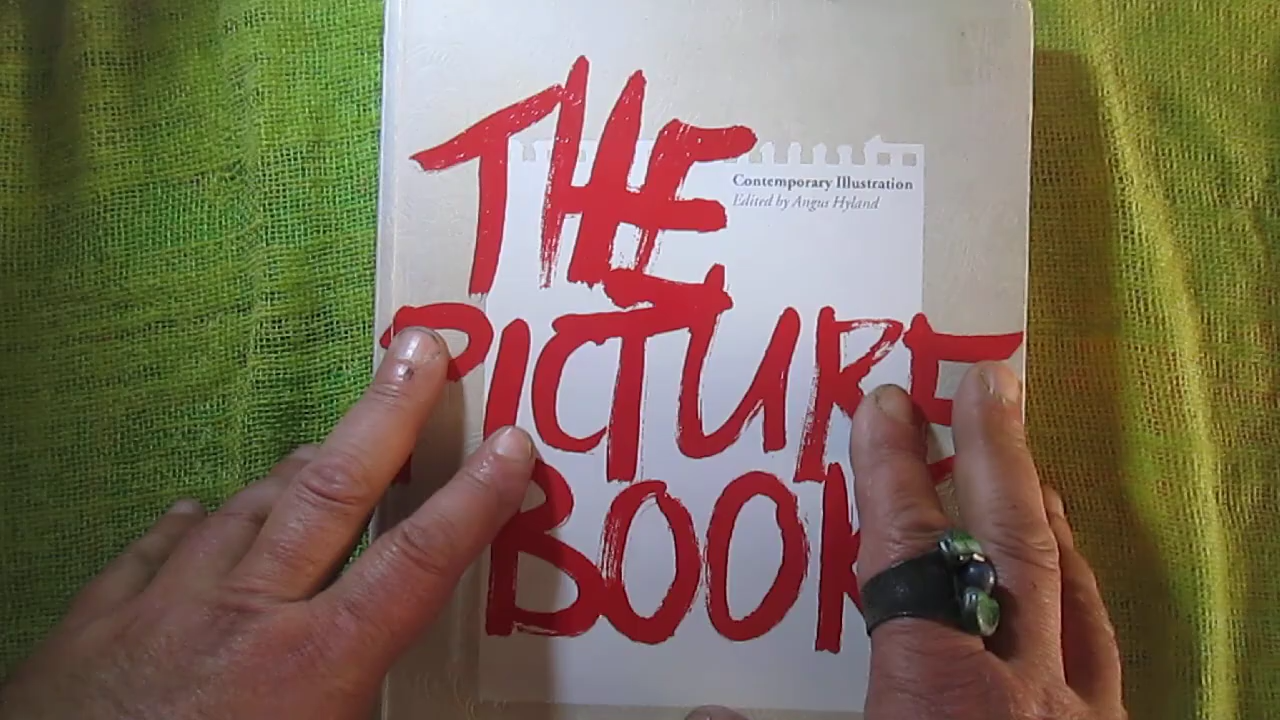 THE
Contemporary Illustration
Edited by Angus Hyland
PICTURE
BOOK